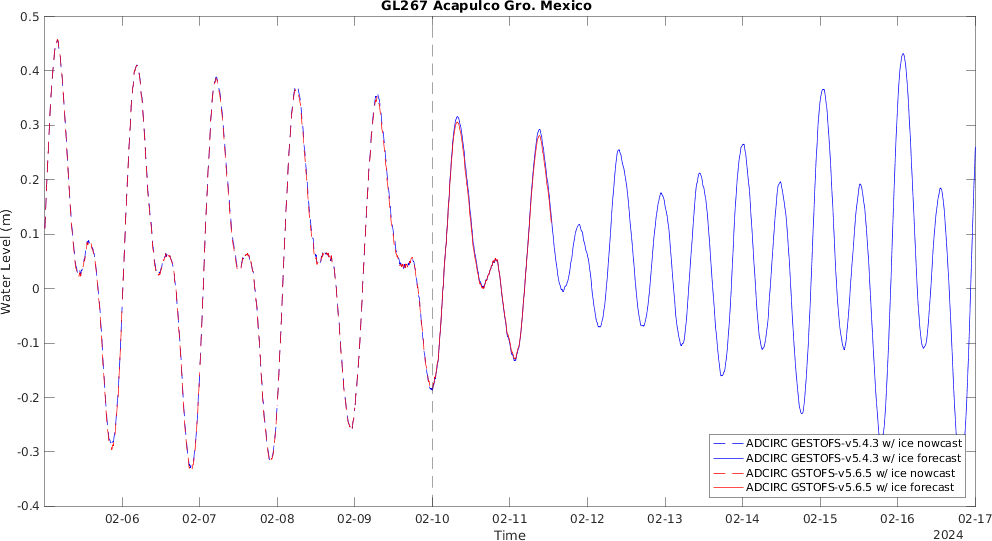 GL267 Acapulco Gro. Mexico
0.5
0.4
0.3
0.2
0.1
0
-0.1
-0.2
-0.3
-0.4
Water Level (m)
ADCIRC GESTOFS-v5.4.3 w/ ice nowcast
ADCIRC GESTOFS-v5.4.3 w/ ice forecast
ADCIRC GSTOFS-v5.6.5 w/ ice nowcast
ADCIRC GSTOFS-v5.6.5 w/ ice forecast
02-06 02-07 02-08 02-09 02-10 02-11 02-12 02-13 02-14 02-15 02-16 02-17
Time
2024